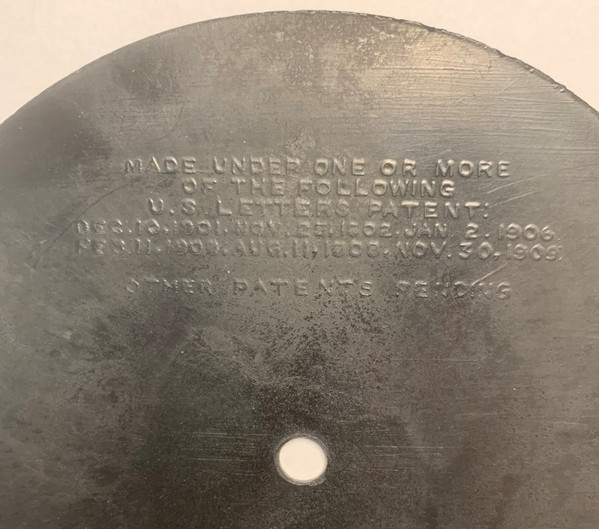 MADE UNDER ONE OR MORE
OF THE FOLLOWING
U.S. LETTERS PATENT:
DEC. 10, 1901. NOV. 25, 1902. JAN. 2. 1906
FEB. 11, 1908. AUG. 11, 1908. NOV. 30, 1909.
OTHER PATENTS PENDING